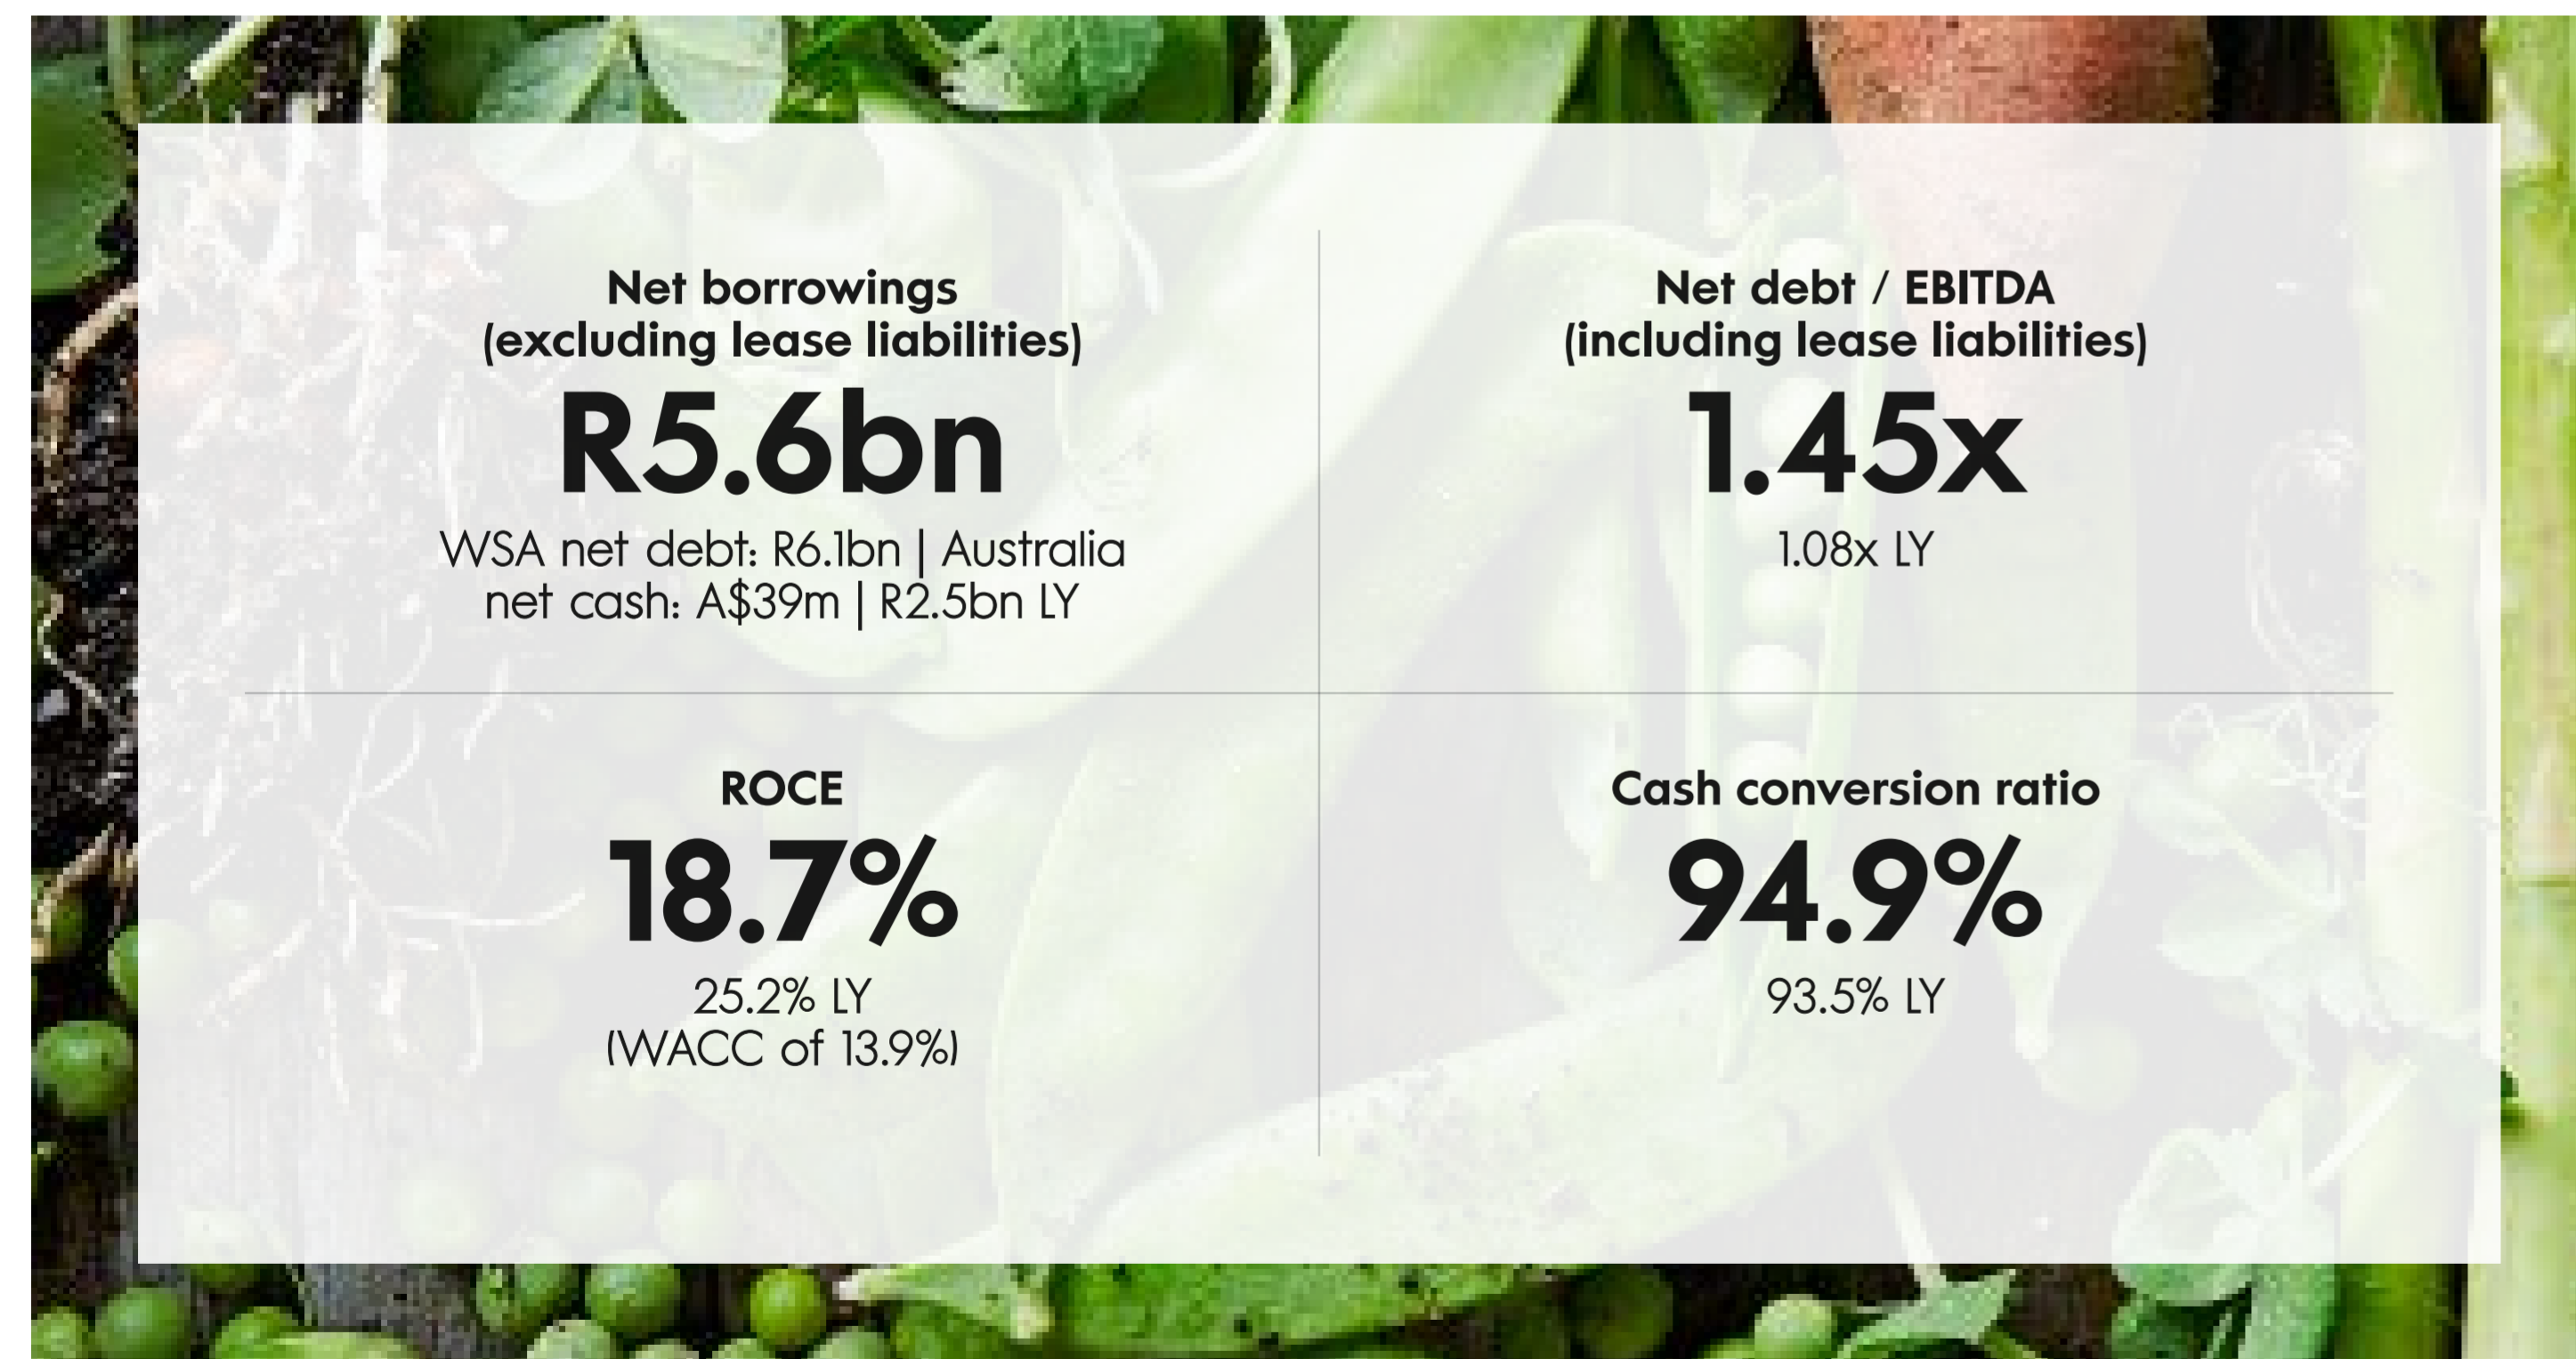 Net borrowings
(excluding lease liabilities)
R5.6bn
WSA net debt: R6.1bn | Australia
net cash: A$39m | R2.5bn LY
Net debt / EBITDA
(including lease liabilities)
1.45x
1.08x LY
ROCE
18.7%
25.2% LY
(WACC of 13.9%)
Cash conversion ratio
94.9%
93.5% LY